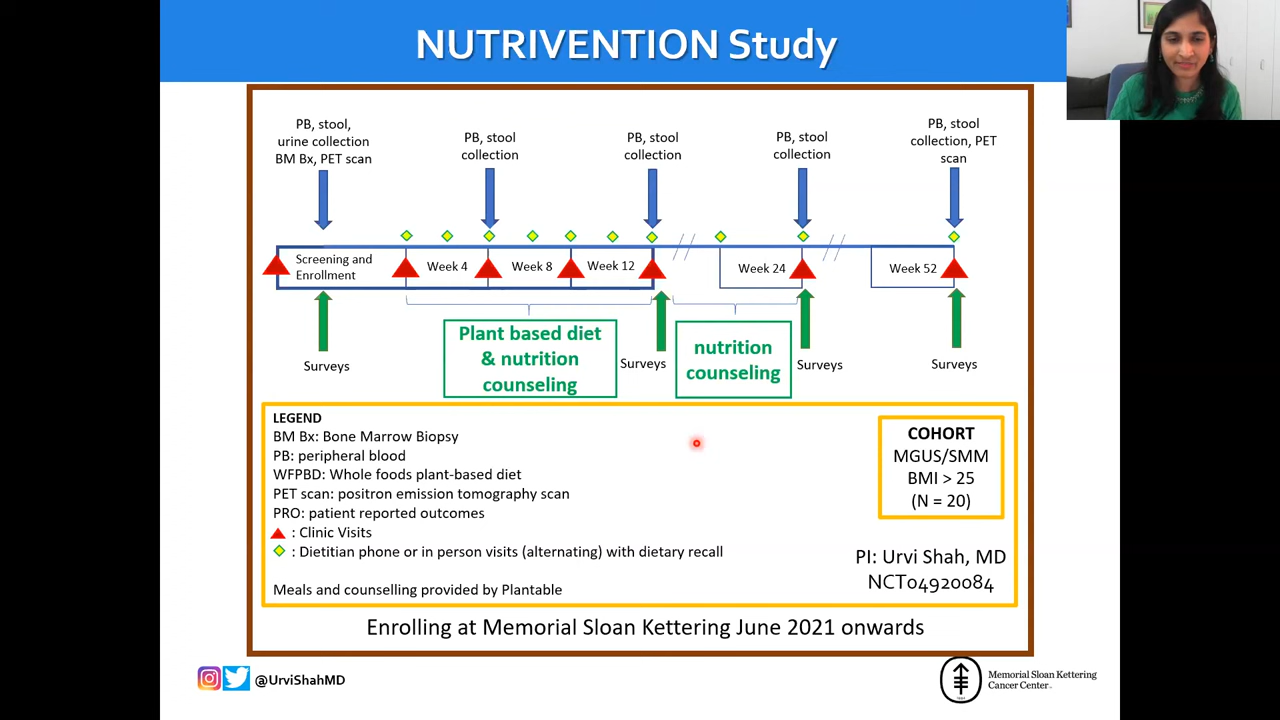 NUTRIVENTION Study
PB, stool,
urine collection
BM Bx, PET scan
PB, stool
collection
PB, stool
collection
PB, stool
collection
PB, stool
collection, PET
scan
Screening and
Enrollment
Week 4
Week 8
Week 12
Week 24
Week 52
Surveys
Plant based diet
& nutrition
counseling
Surveys
nutrition
counseling
Surveys
Surveys
LEGEND
BM Bx: Bone Marrow Biopsy
PB: peripheral blood
WFPBD: Whole foods plant-based diet
PET scan: positron emission tomography scan
PRO: patient reported outcomes
: Clinic Visits
: Dietitian phone or in person visits (alternating) with dietary recall
Meals and counselling provided by Plantable
COHORT
MGUS/SMM
BMI > 25
(N = 20)
PI: Urvi Shah, MD
NCT04920084
Enrolling at Memorial Sloan Kettering June 2021 onwards
@UrviShahMD
Memorial Sloan Kettering
Cancer Center